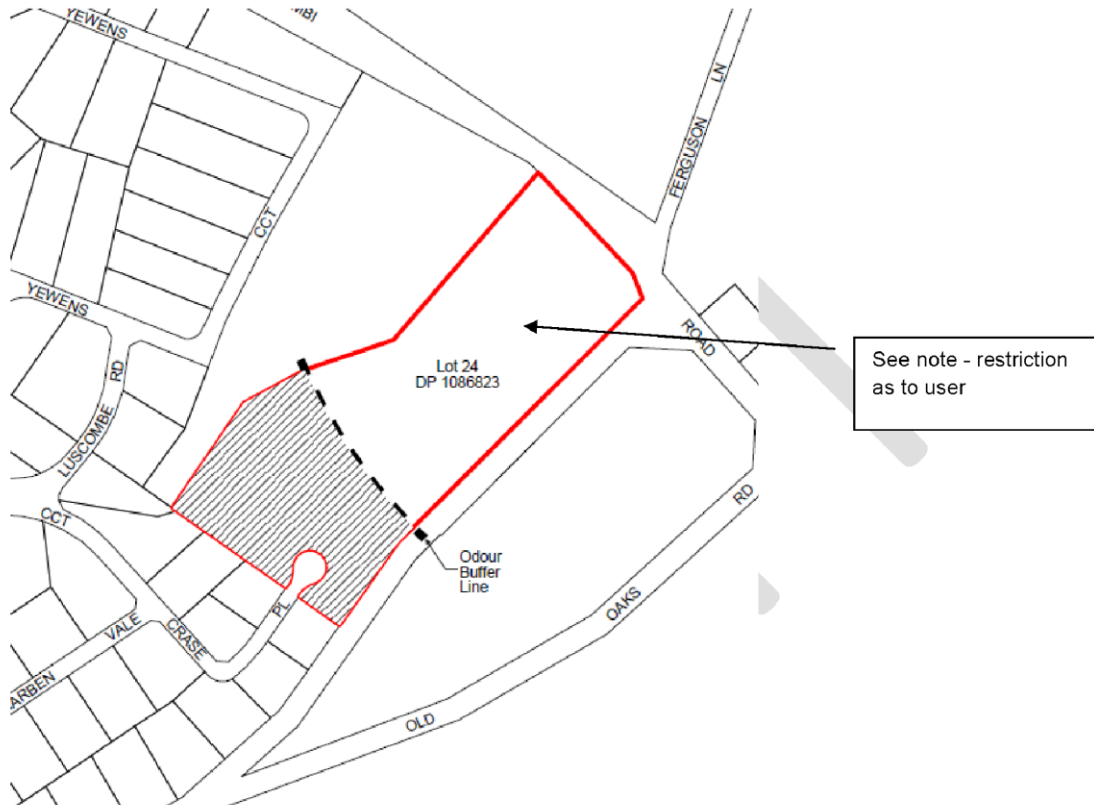 YEWENS
MBI
FERGUSON LN
CCT
YEWENS
ROAD
See note - restriction
as to user
Lot 24
DP 1086823
LUSCOMBE RD
RD
CCT
Odour
Buffer
Line
OAKS
PL
VALE
CRASE
ARBEN
OLD